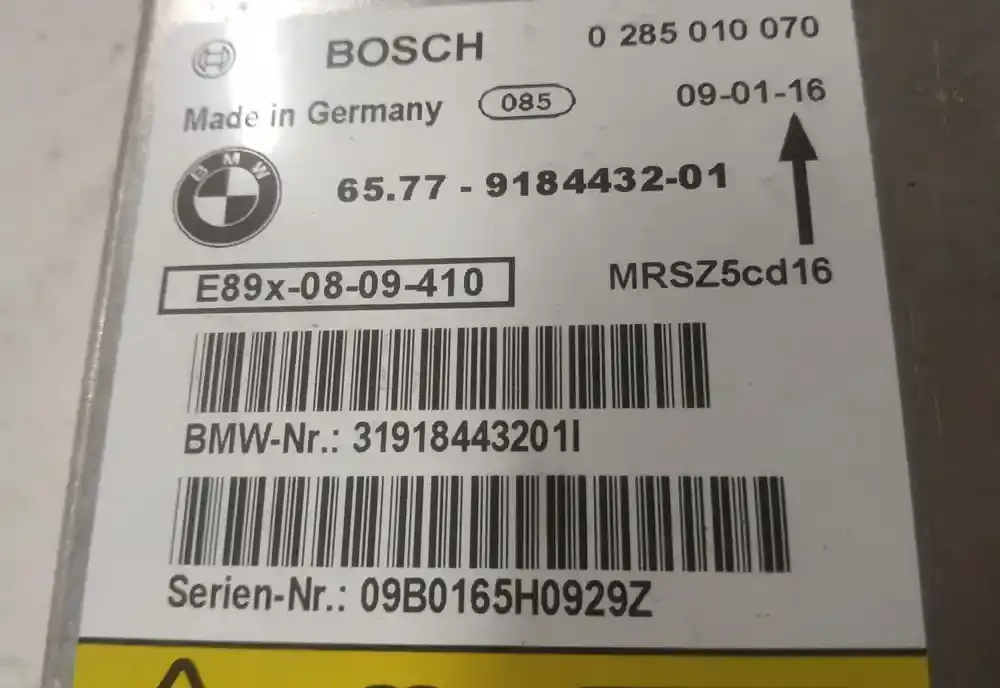 BOSCH 0 285 010 070
Made in Germany 085 09-01-16
BMW 65.77 - 9184432-01
E89x-08-09-410 MRSZ5cd16
BMW-Nr.: 31918443201I
Serien-Nr.: 09B0165H0929Z